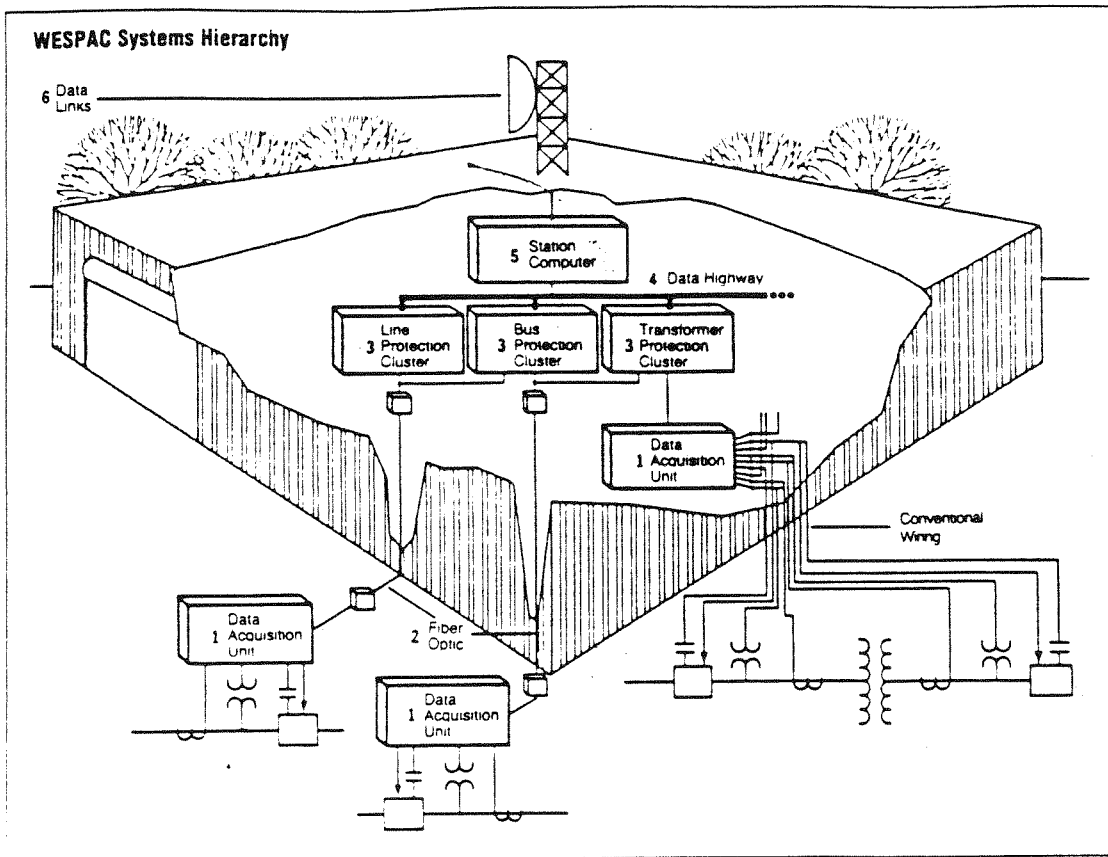 WESPAC Systems Hierarchy
6 Data
Links
5 Station
Computer
4 Data Highway
Line
3 Protection
Cluster
Bus
3 Protection
Cluster
Transformer
3 Protection
Cluster
Data
1 Acquisition
Unit
Conventional
Wiring
Data
1 Acquisition
Unit
2 Fiber
Optic
Data
1 Acquisition
Unit